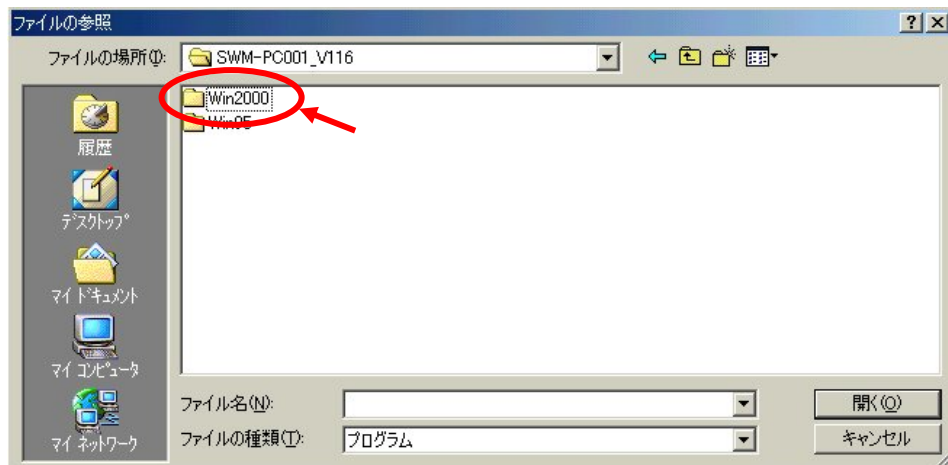 ファイルの参照
ファイルの場所(I):
SWM-PC001_V116
Win2000
Win95
履歴
デスクトップ
マイ ドキュメント
マイ コンピュータ
マイ ネットワーク
ファイル名(N):
開く(O)
ファイルの種類(T):
プログラム
キャンセル